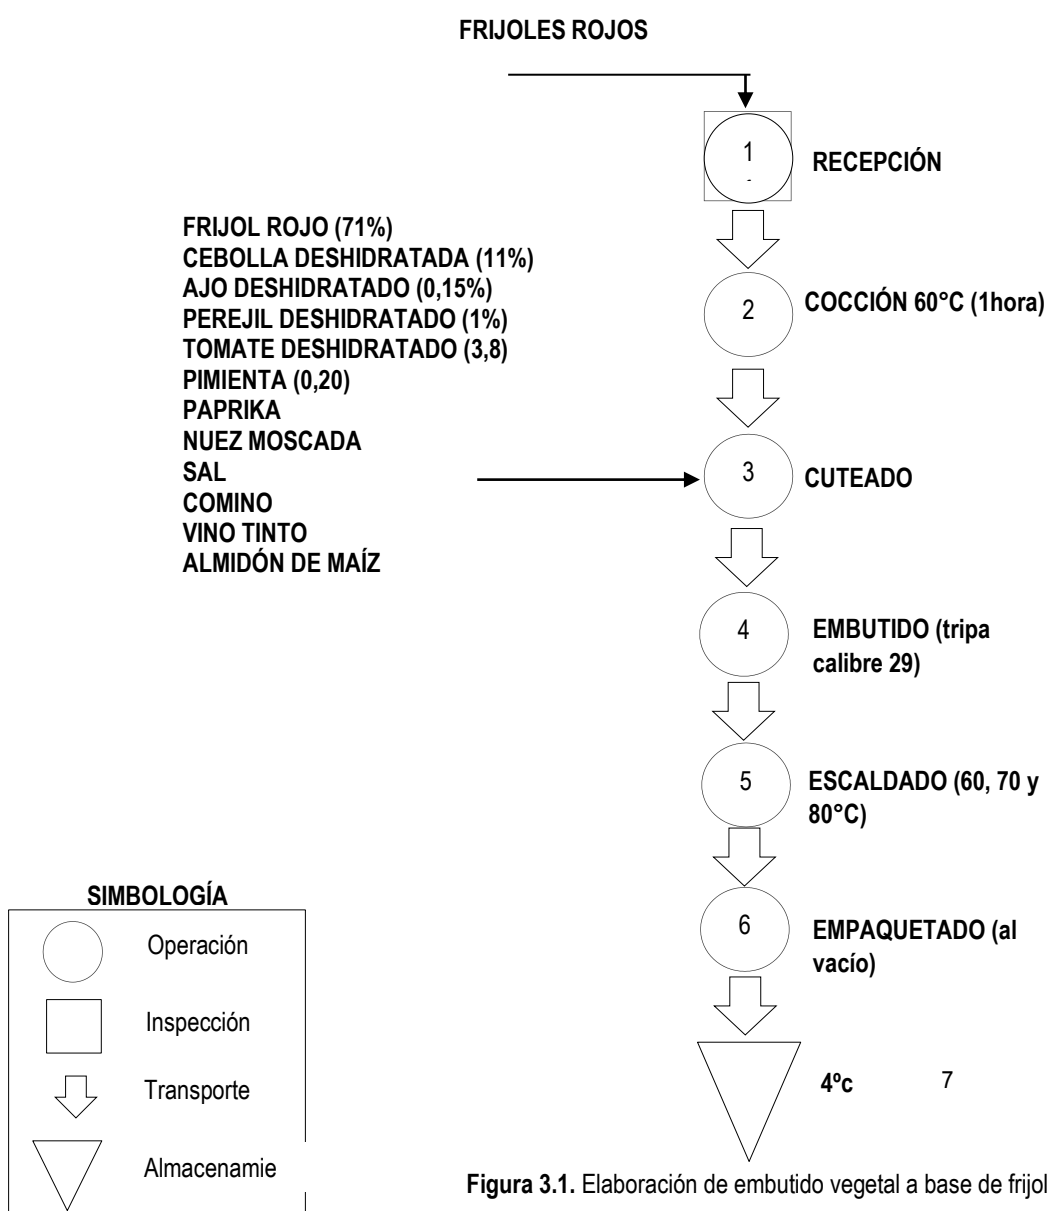 FRIJOLES ROJOS
1
RECEPCIÓN
FRIJOL ROJO (71%)
CEBOLLA DESHIDRATADA (11%)
AJO DESHIDRATADO (0,15%)
PEREJIL DESHIDRATADO (1%)
TOMATE DESHIDRATADO (3,8)
PIMIENTA (0,20)
PAPRIKA
NUEZ MOSCADA
SAL
COMINO
VINO TINTO
ALMIDÓN DE MAÍZ
2
COCCIÓN 60°C (1hora)
3
CUTEADO
4
EMBUTIDO (tripa
calibre 29)
5
ESCALDADO (60, 70 y
80°C)
6
EMPAQUETADO (al
vacío)
4ºc
7
SIMBOLOGÍA
Operación
Inspección
Transporte
Almacenamie
Figura 3.1. Elaboración de embutido vegetal a base de frijol